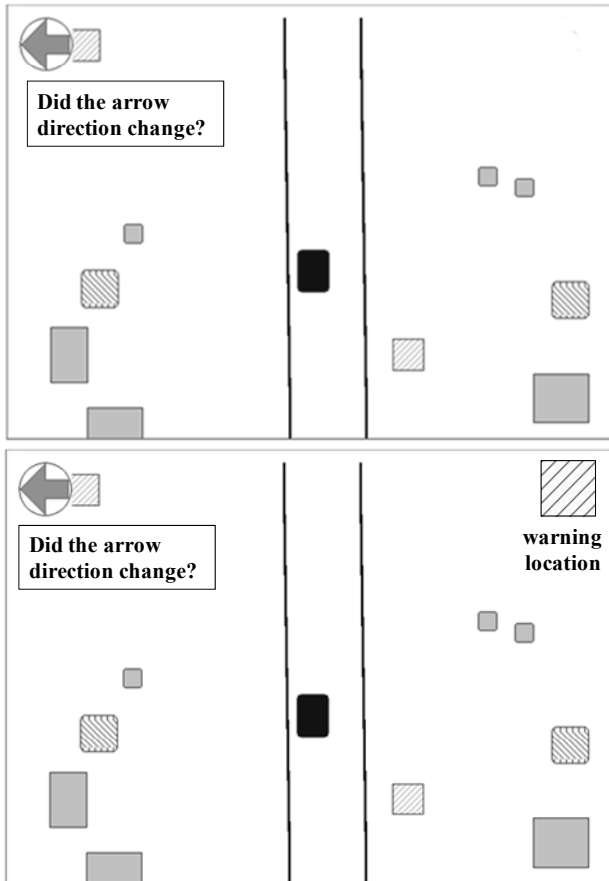 Did the arrow
direction change?
Did the arrow
direction change?
warning
location